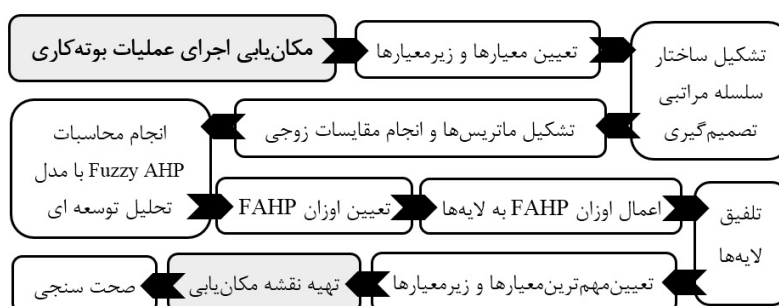 مکان‌یابی اجرای عملیات بوته‌کاری
تعیین معیارها و زیرمعیارها
تشکیل ساختار
سلسله مراتبی
تصمیم‌گیری
تشکیل ماتریس‌ها و انجام مقایسات زوجی
انجام محاسبات
Fuzzy AHP با مدل
تحلیل توسعه ای
تعیین اوزان FAHP
اعمال اوزان FAHP به لایه‌ها
تلفیق
لایه‌ها
تعیین‌مهم‌ترین‌معیارها و زیرمعیارها
تهیه نقشه مکان‌یابی
صحت سنجی